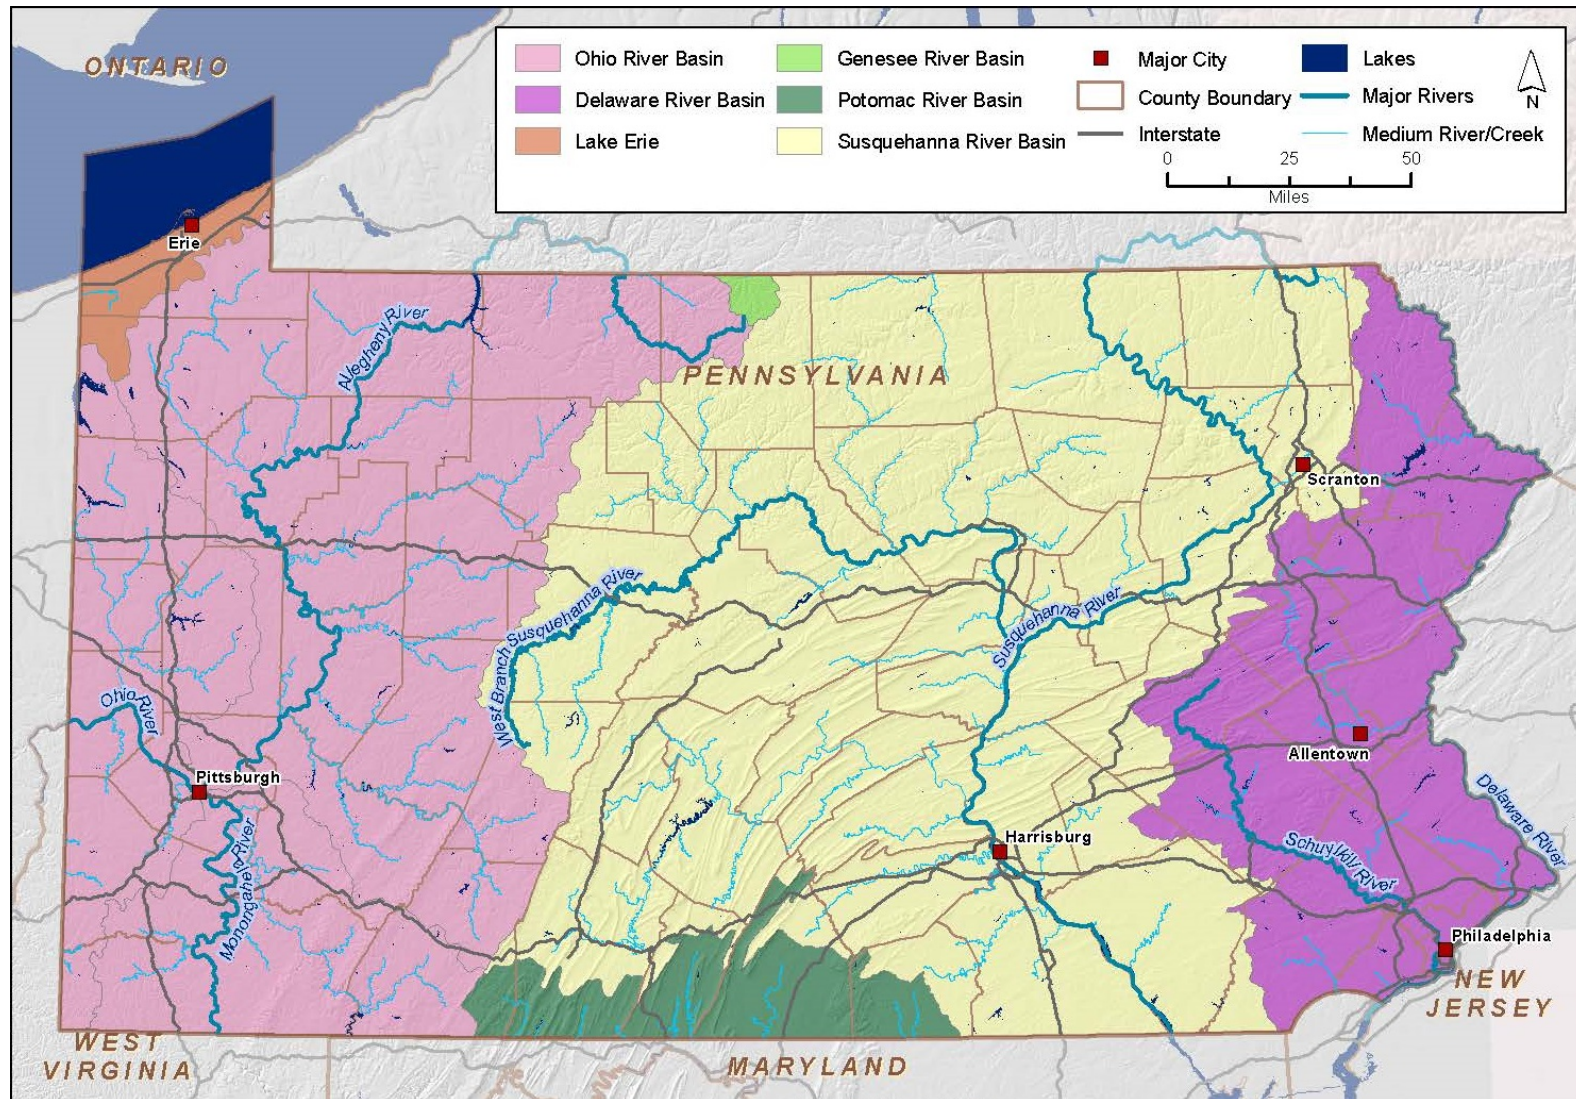 ONTARIO
Ohio River Basin
Delaware River Basin
Lake Erie
Genesee River Basin
Potomac River Basin
Susquehanna River Basin
Major City
County Boundary
Interstate
Lakes
Major Rivers
Medium River/Creek
N
0 25 50
Miles
Erie
Allegheny River
PENNSYLVANIA
Scranton
West Branch Susquehanna River
Susquehanna River
Ohio River
Pittsburgh
Allentown
Delaware River
Harrisburg
Schuylkill River
Monongahela River
Philadelphia
NEW
JERSEY
WEST
VIRGINIA
MARYLAND